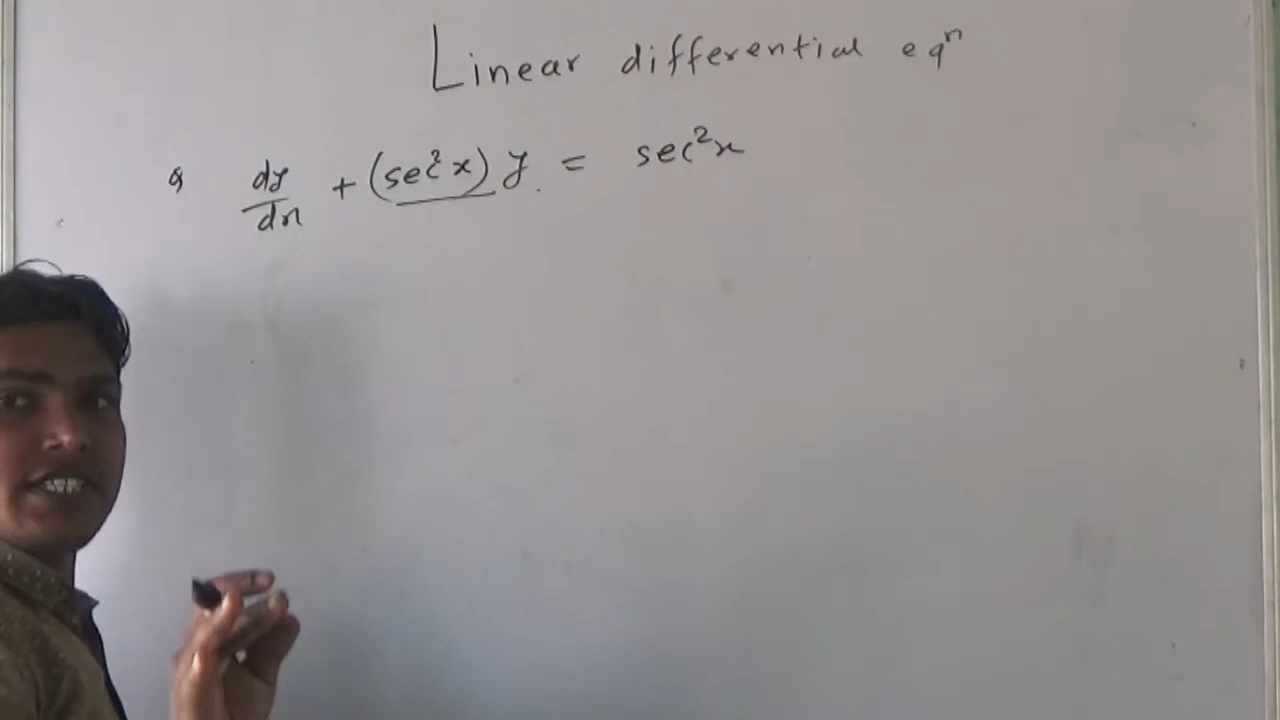 Linear differential eqⁿ
Q dy/dx + (sec²x) y = sec²x